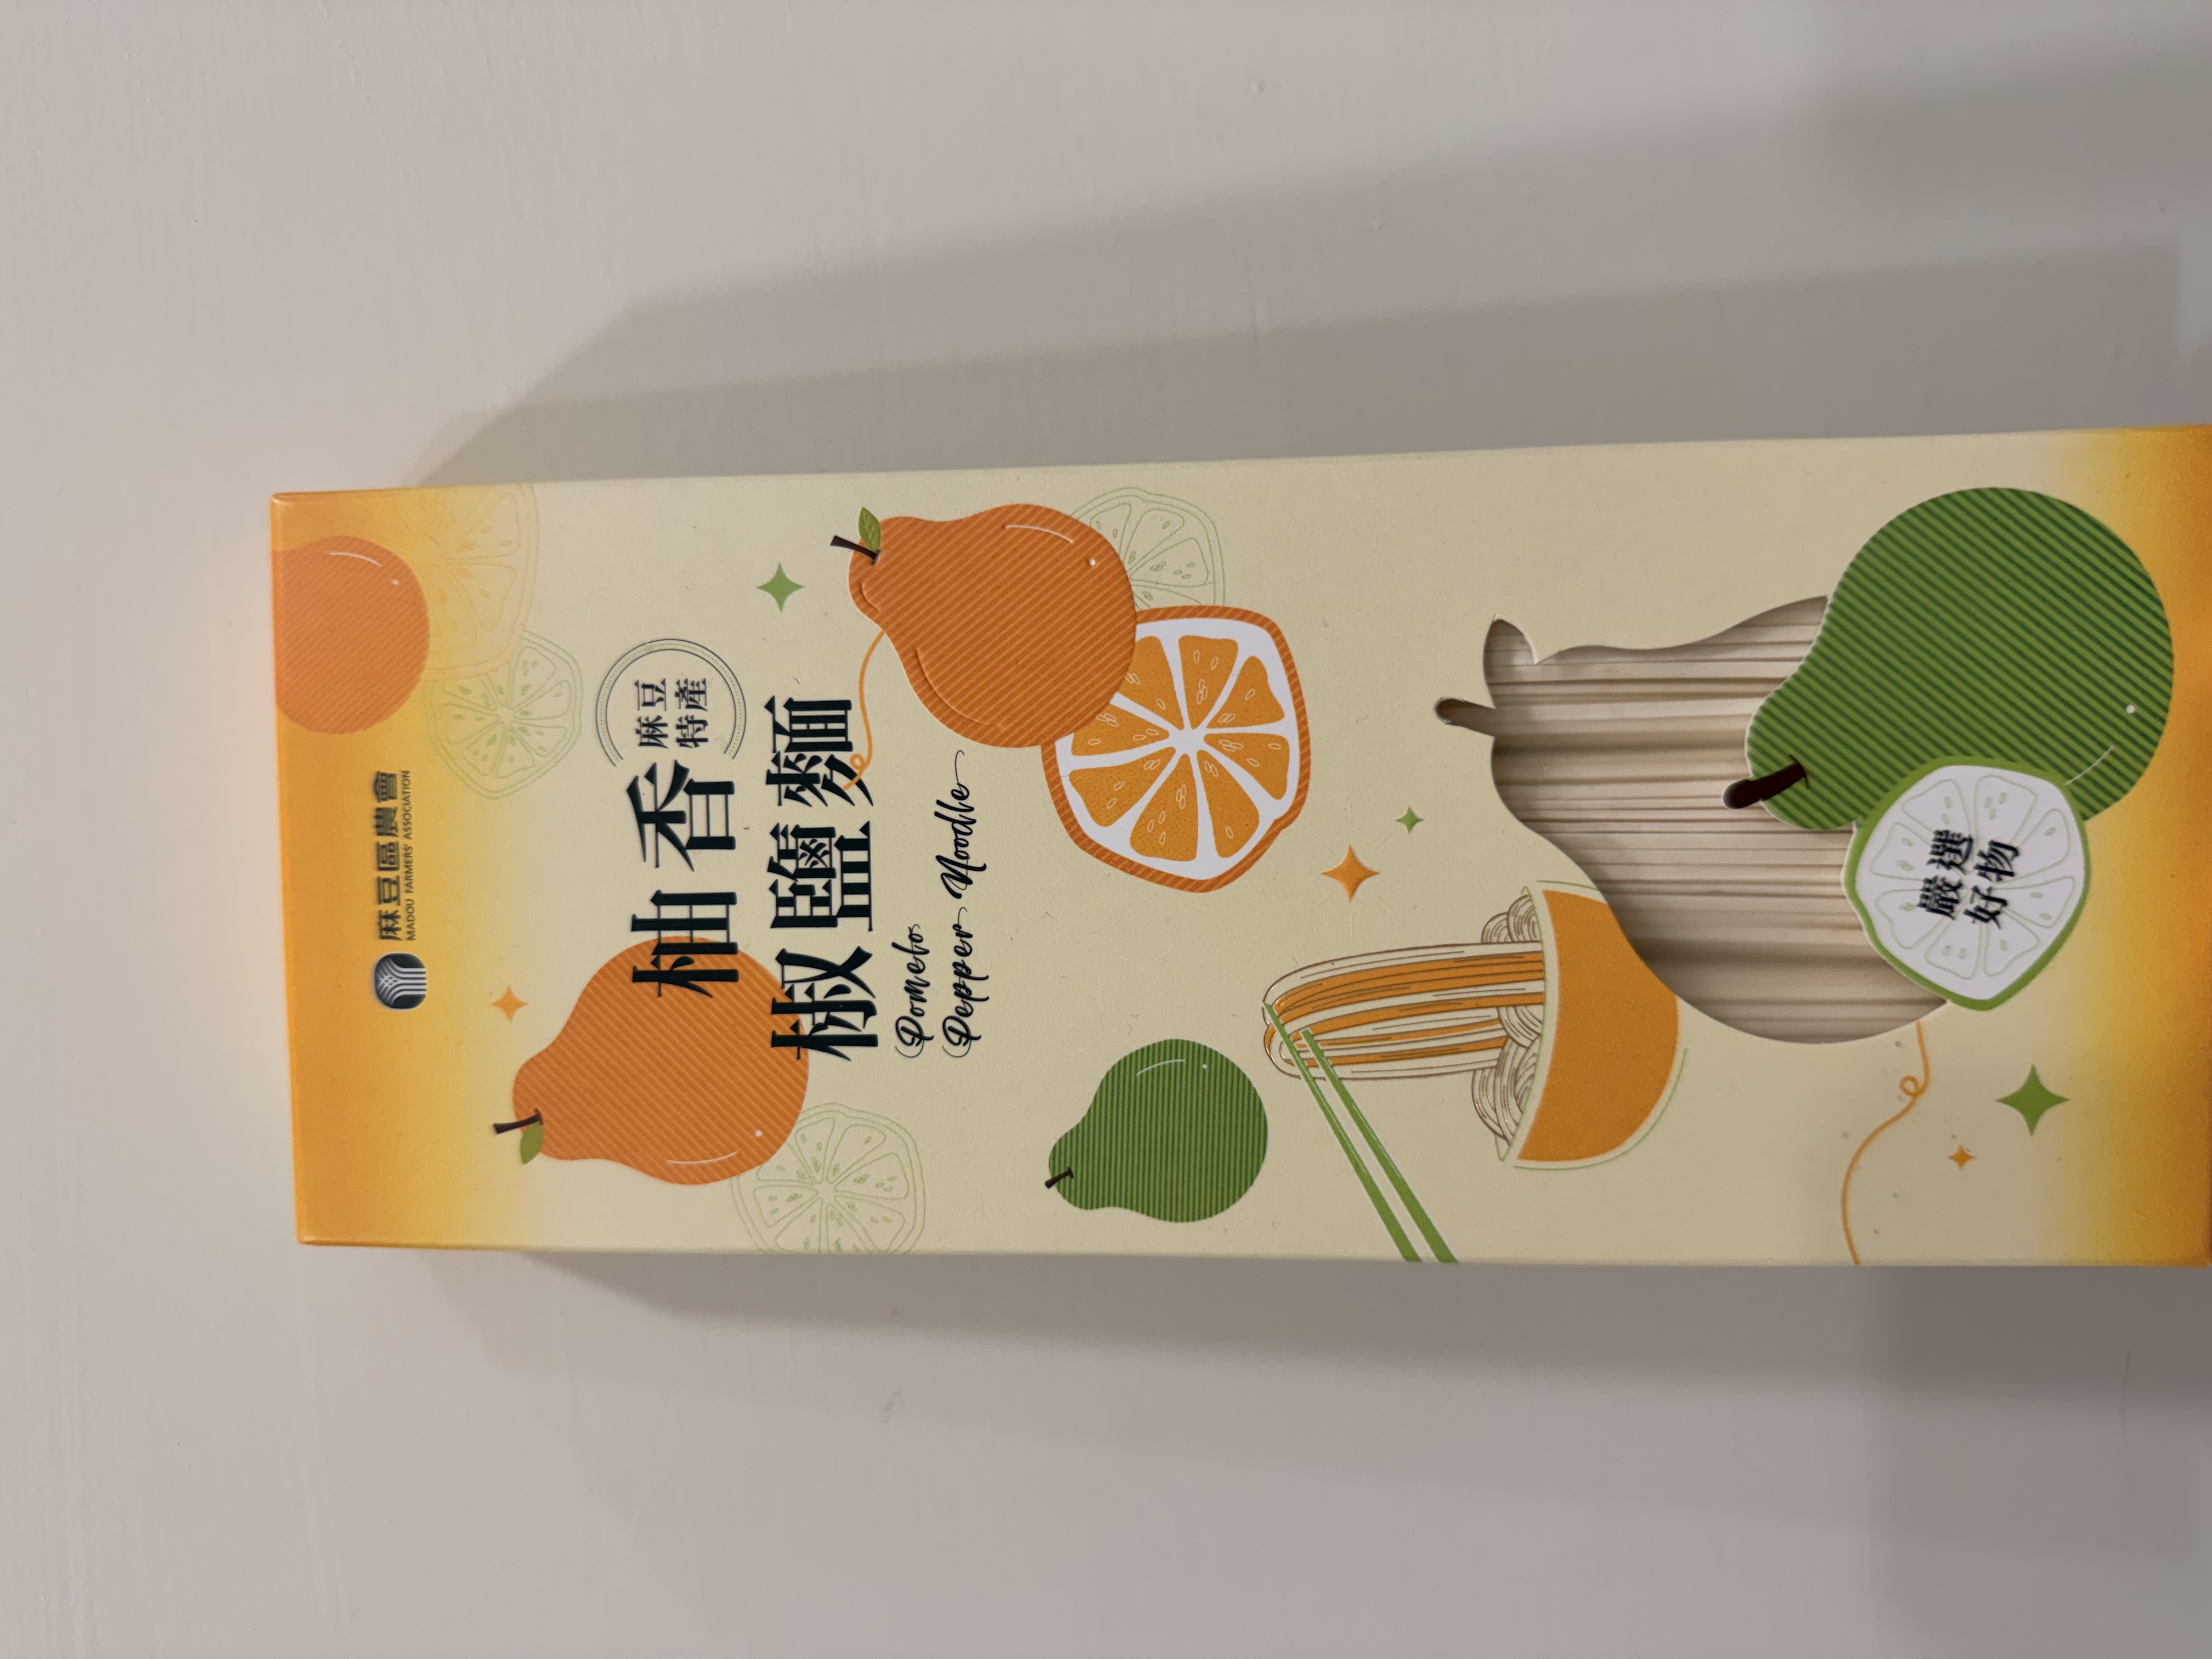 麻豆區農會
MADOU FARMERS' ASSOCIATION
柚香
麻豆
特產
椒鹽麵
Pomelo
Pepper Noodle
嚴選
好物